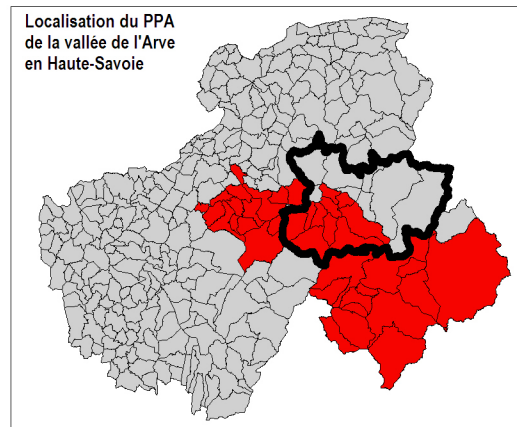 Localisation du PPA
de la vallée de l'Arve
en Haute-Savoie